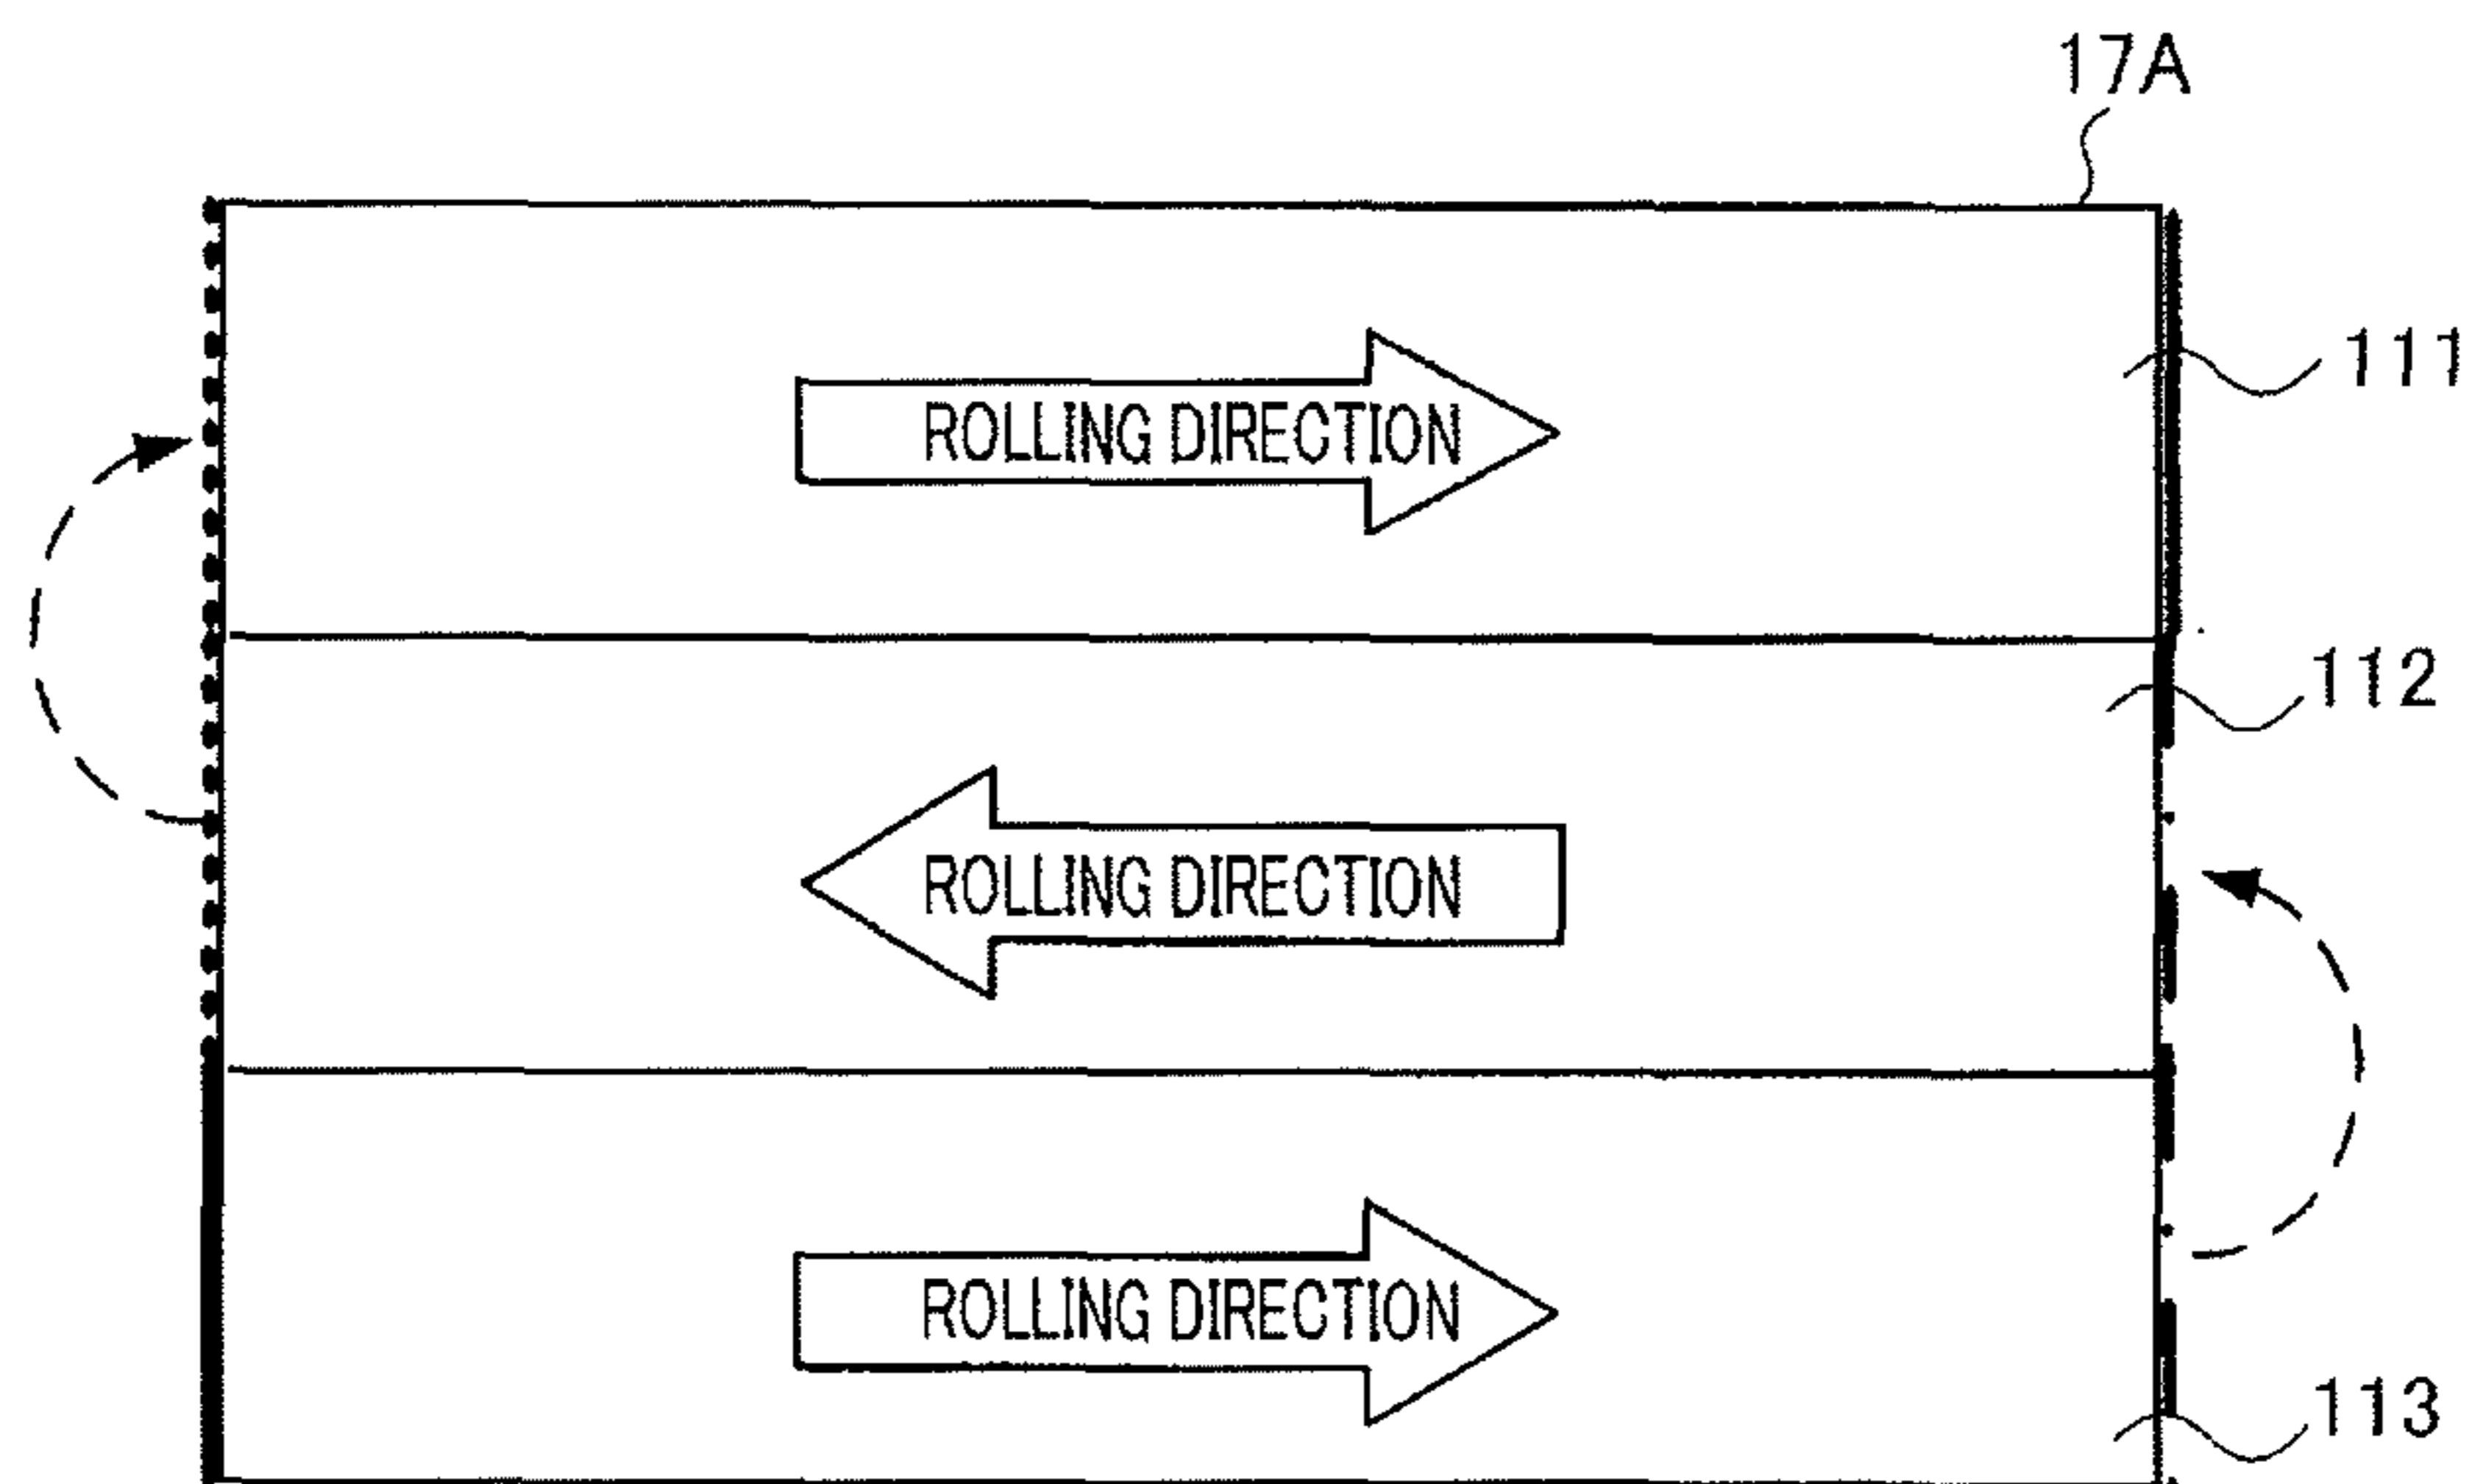 17A
ROLLING DIRECTION
111
112
ROLLING DIRECTION
ROLLING DIRECTION
113